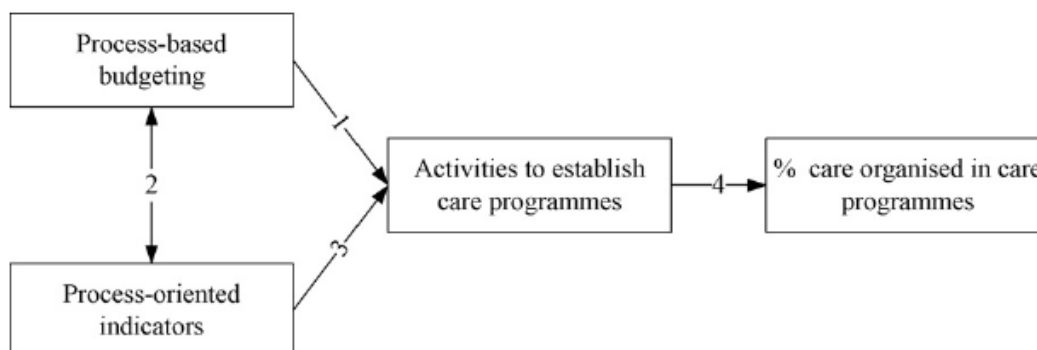 Process-based
budgeting
1
2
Activities to establish
care programmes
4
% care organised in care
programmes
3
Process-oriented
indicators